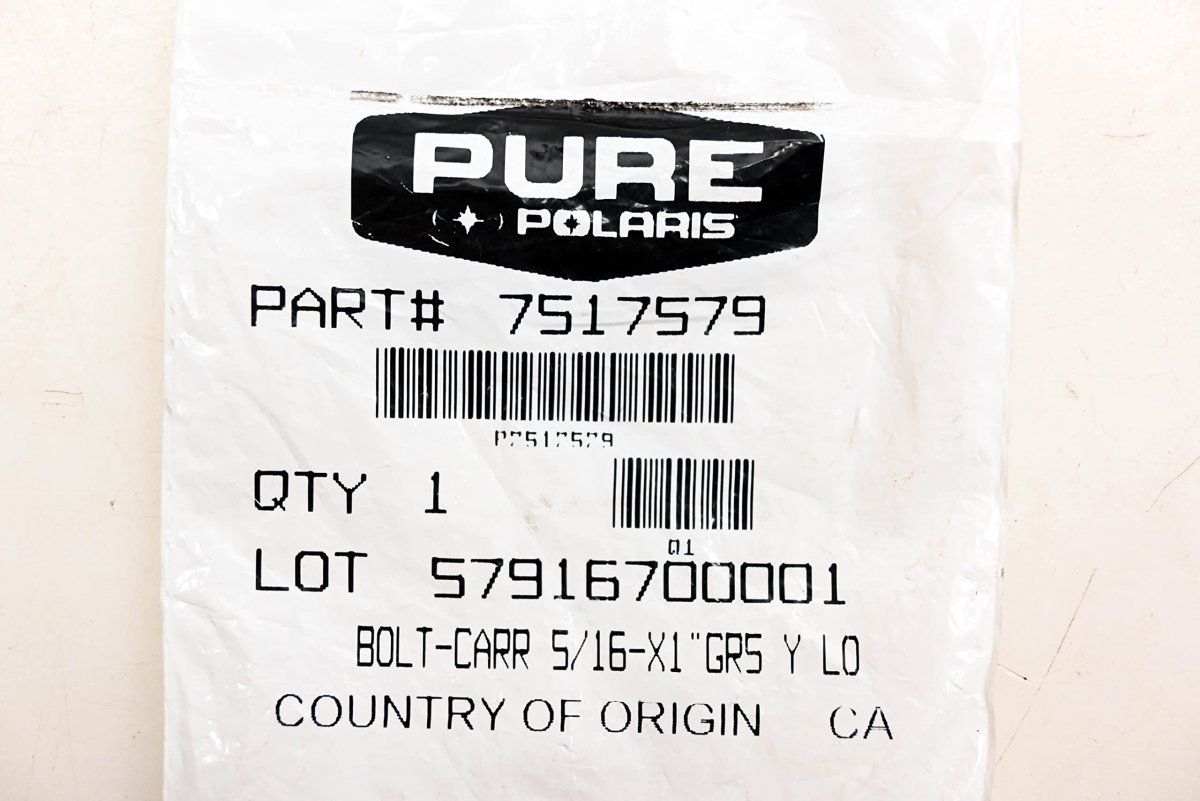 PURE
POLARIS
PART# 7517579
P7517579
QTY 1
Q1
LOT 57916700001
BOLT-CARR 5/16-X1"GR5 Y LO
COUNTRY OF ORIGIN CA